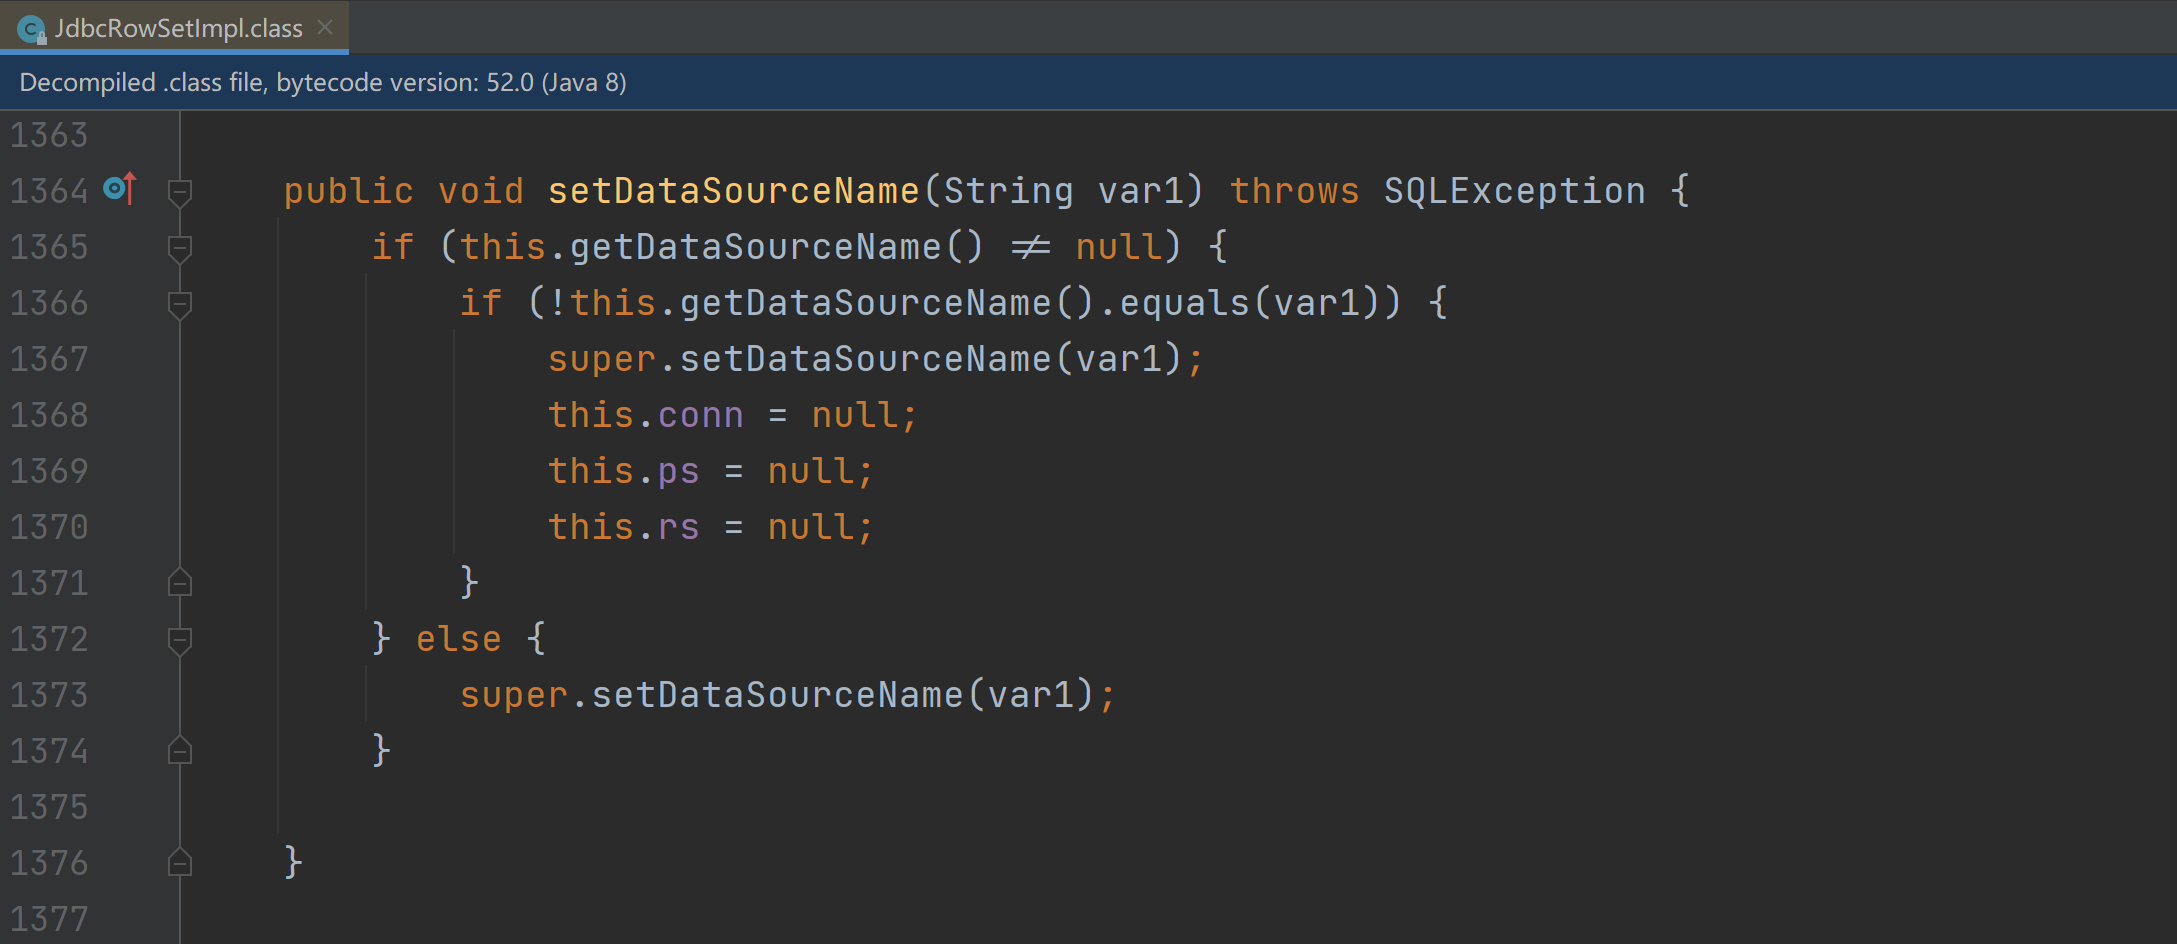 JdbcRowSetImpl.class
Decompiled .class file, bytecode version: 52.0 (Java 8)
1363
1364 public void setDataSourceName(String var1) throws SQLException {
1365 if (this.getDataSourceName() ≠ null) {
1366 if (!this.getDataSourceName().equals(var1)) {
1367 super.setDataSourceName(var1);
1368 this.conn = null;
1369 this.ps = null;
1370 this.rs = null;
1371 }
1372 } else {
1373 super.setDataSourceName(var1);
1374 }
1375
1376 }
1377